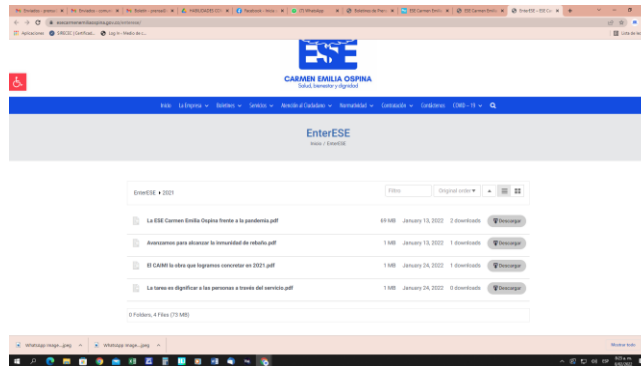 ESE
CARMEN EMILIA OSPINA
Salud, bienestar y dignidad
Inicio La Empresa Boletines Servicios Atención al Ciudadano Normatividad Contratación Contáctenos COVID – 19
EnterESE
Inicio / EnterESE
EnterESE 2021
Filtro
Original order
La ESE Carmen Emilia Ospina frente a la pandemia.pdf 69 MB January 13, 2022 2 downloads Descargar
Avanzamos para alcanzar la inmunidad de rebaño.pdf 1 MB January 13, 2022 1 downloads Descargar
El CAIMI la obra que logramos concretar en 2021.pdf 1 MB January 24, 2022 1 downloads Descargar
La tarea es dignificar a las personas a través del servicio.pdf 1 MB January 24, 2022 0 downloads Descargar
0 Folders, 4 Files (73 MB)
WhatsApp Image...jpeg WhatsApp Image...jpeg Mostrar todo